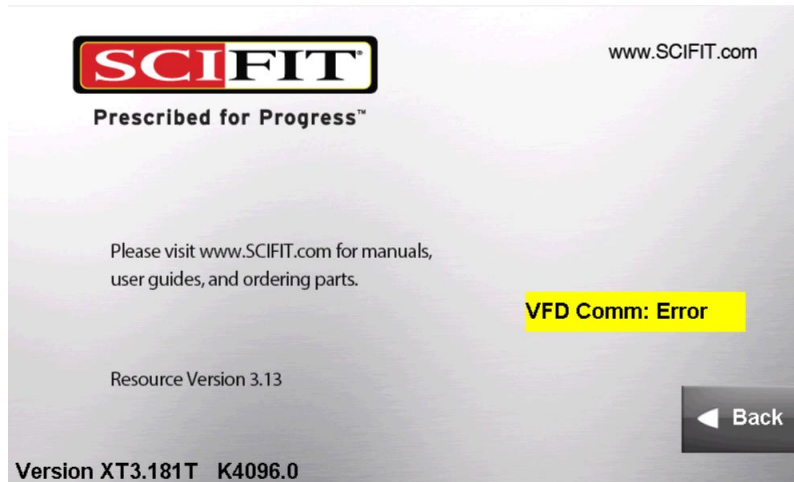 SCIFIT®
www.SCIFIT.com
Prescribed for Progress™
Please visit www.SCIFIT.com for manuals,
user guides, and ordering parts.
VFD Comm: Error
Resource Version 3.13
Back
Version XT3.181T K4096.0